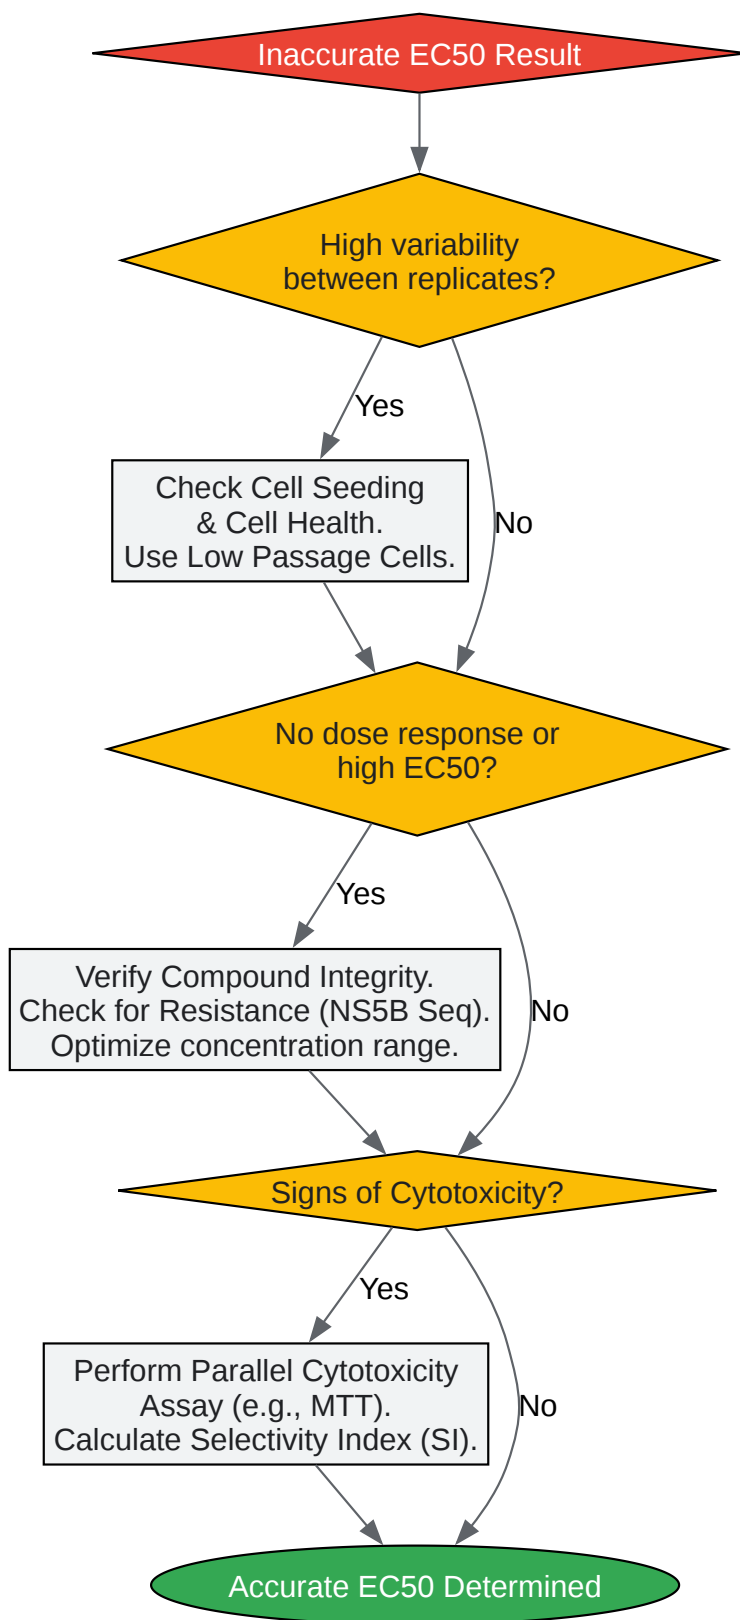 Inaccurate EC50 Result
High variability
between replicates?
Yes
Check Cell Seeding
& Cell Health.
Use Low Passage Cells.
No
No dose response or
high EC50?
Yes
Verify Compound Integrity.
Check for Resistance (NS5B Seq).
Optimize concentration range.
No
Signs of Cytotoxicity?
Yes
Perform Parallel Cytotoxicity
Assay (e.g., MTT).
Calculate Selectivity Index (SI).
No
Accurate EC50 Determined